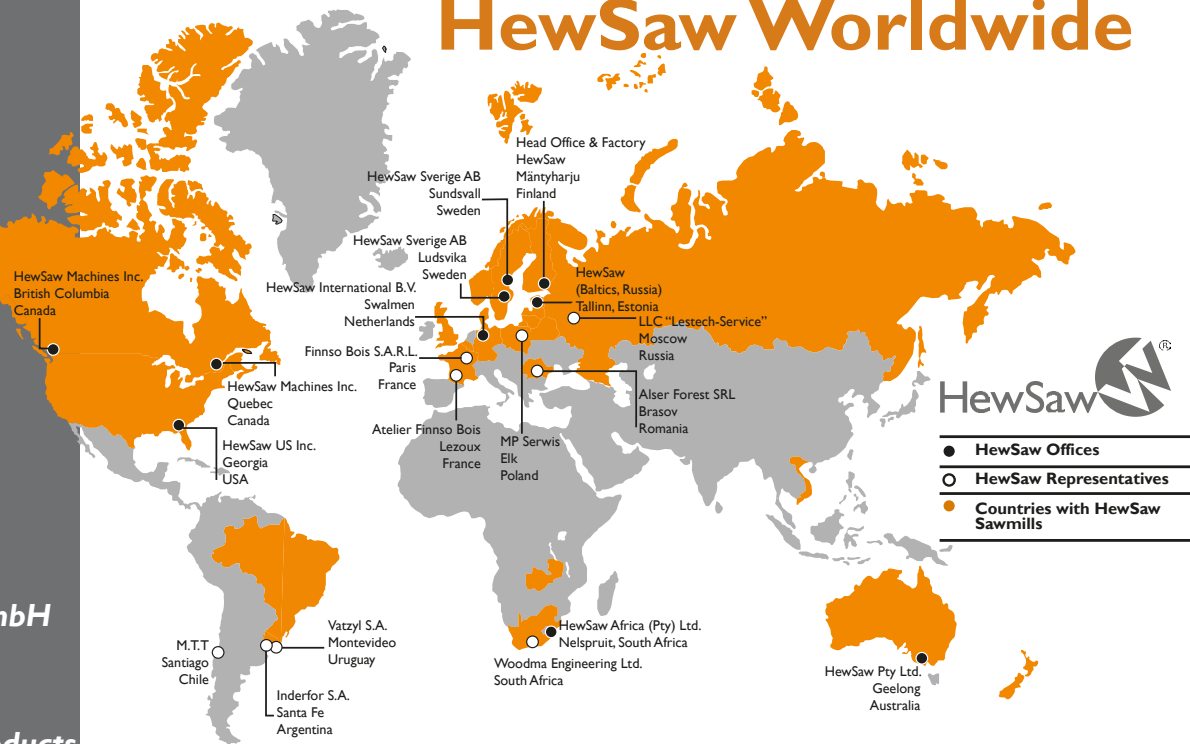 HewSaw Worldwide
Head Office & Factory
HewSaw
Mäntyharju
Finland
HewSaw Sverige AB
Sundsvall
Sweden
HewSaw Sverige AB
Ludsvika
Sweden
HewSaw International B.V.
Swalmen
Netherlands
HewSaw
(Baltics, Russia)
Tallinn, Estonia
LLC “Lestech-Service”
Moscow
Russia
HewSaw Machines Inc.
British Columbia
Canada
Finnso Bois S.A.R.L.
Paris
France
HewSaw Machines Inc.
Quebec
Canada
HewSaw US Inc.
Georgia
USA
Atelier Finnso Bois
Lezoux
France
MP Serwis
Elk
Poland
Alser Forest SRL
Brasov
Romania
HewSaw
®
HewSaw Offices
HewSaw Representatives
Countries with HewSaw
Sawmills
M.T.T
Santiago
Chile
Vatzyl S.A.
Montevideo
Uruguay
Inderfor S.A.
Santa Fe
Argentina
HewSaw Africa (Pty) Ltd.
Nelspruit, South Africa
Woodma Engineering Ltd.
South Africa
HewSaw Pty Ltd.
Geelong
Australia
mbH